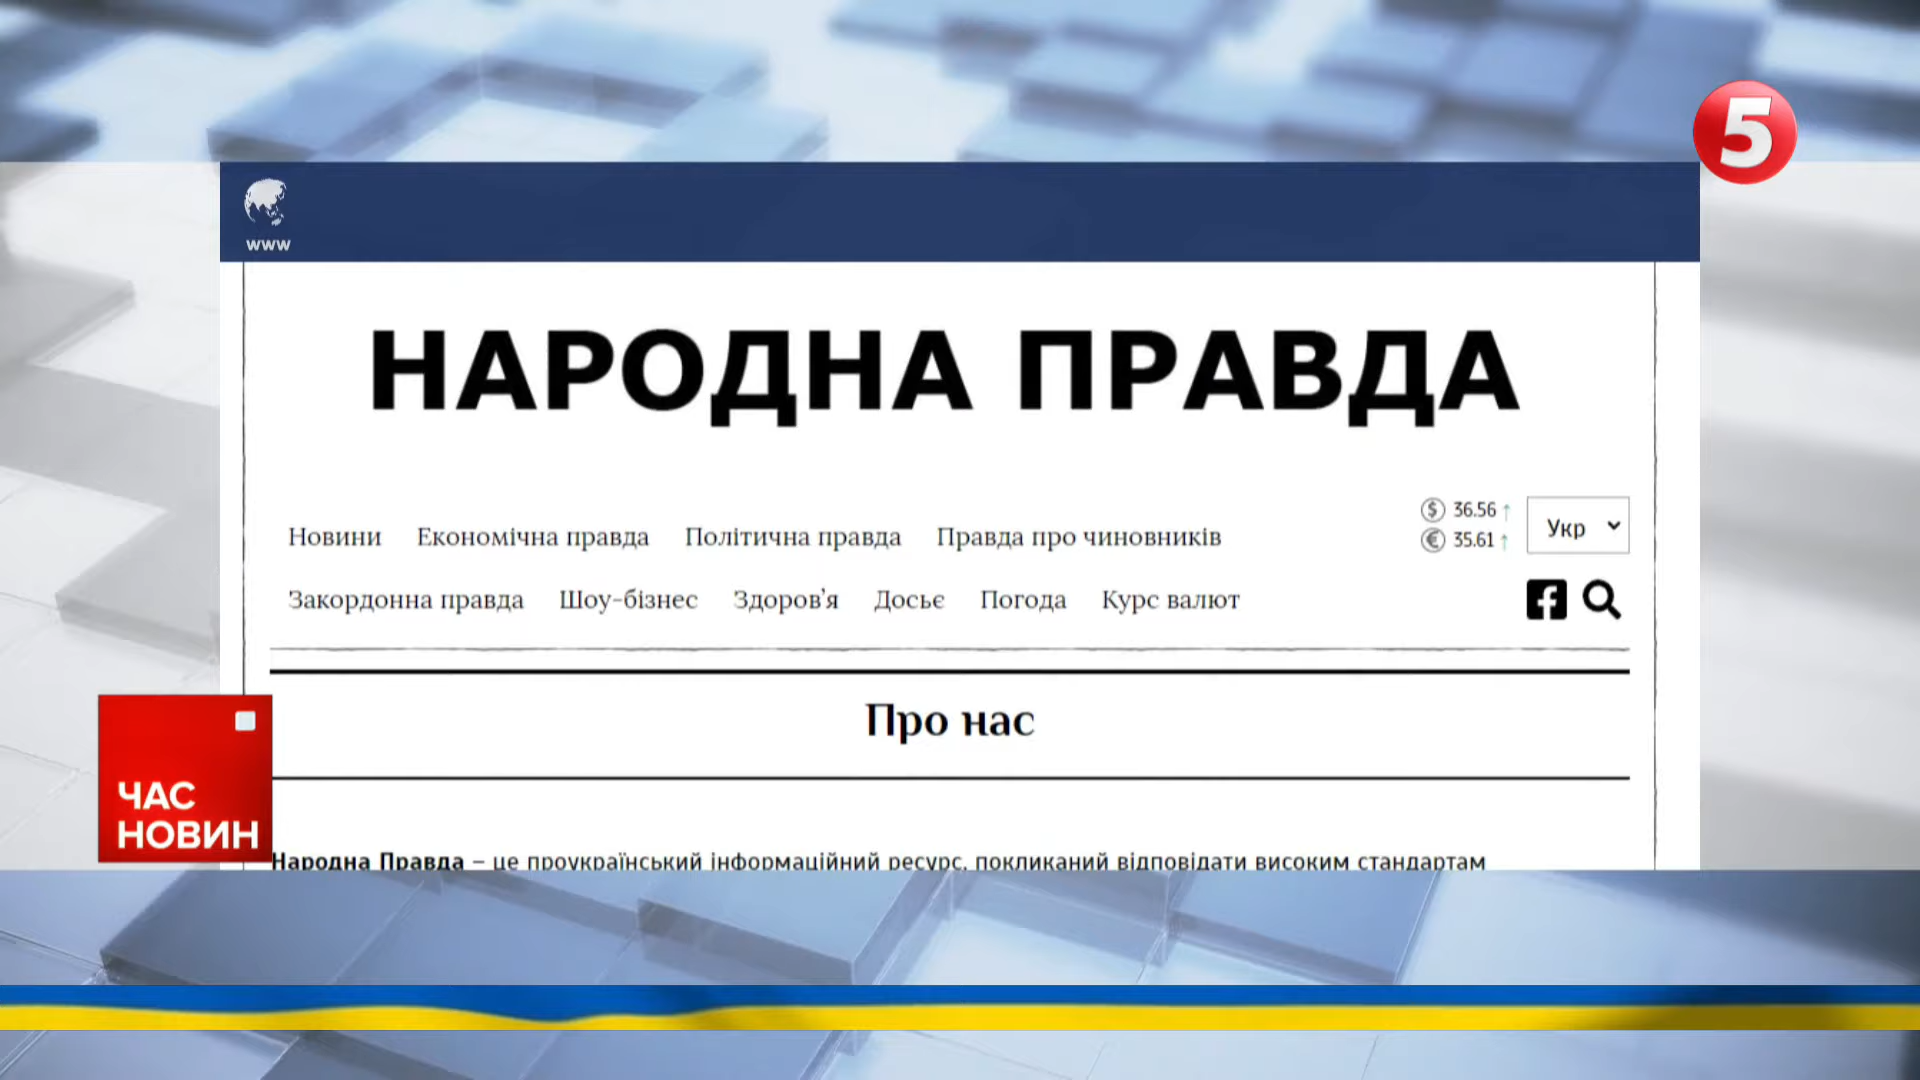 5
www
НАРОДНА ПРАВДА
$ 36.56 ↑
€ 35.61 ↑
Укр
Новини Економічна правда Політична правда Правда про чиновників
Закордонна правда Шоу-бізнес Здоров'я Досьє Погода Курс валют
Про нас
ЧАС
НОВИН
Народна Правда – це проукраїнський інформаційний ресурс, покликаний відповідати високим стандартам